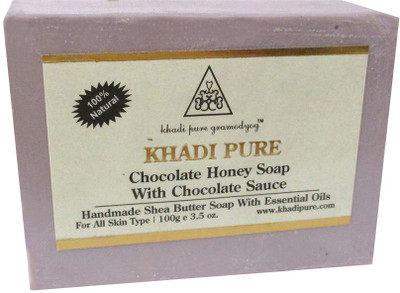 100%
Natural
khadi pure gramodyog™
KHADI PURE
Chocolate Honey Soap
With Chocolate Sauce
Handmade Shea Butter Soap With Essential Oils
For All Skin Type | 100g e 3.5 oz.
www.khadipure.com